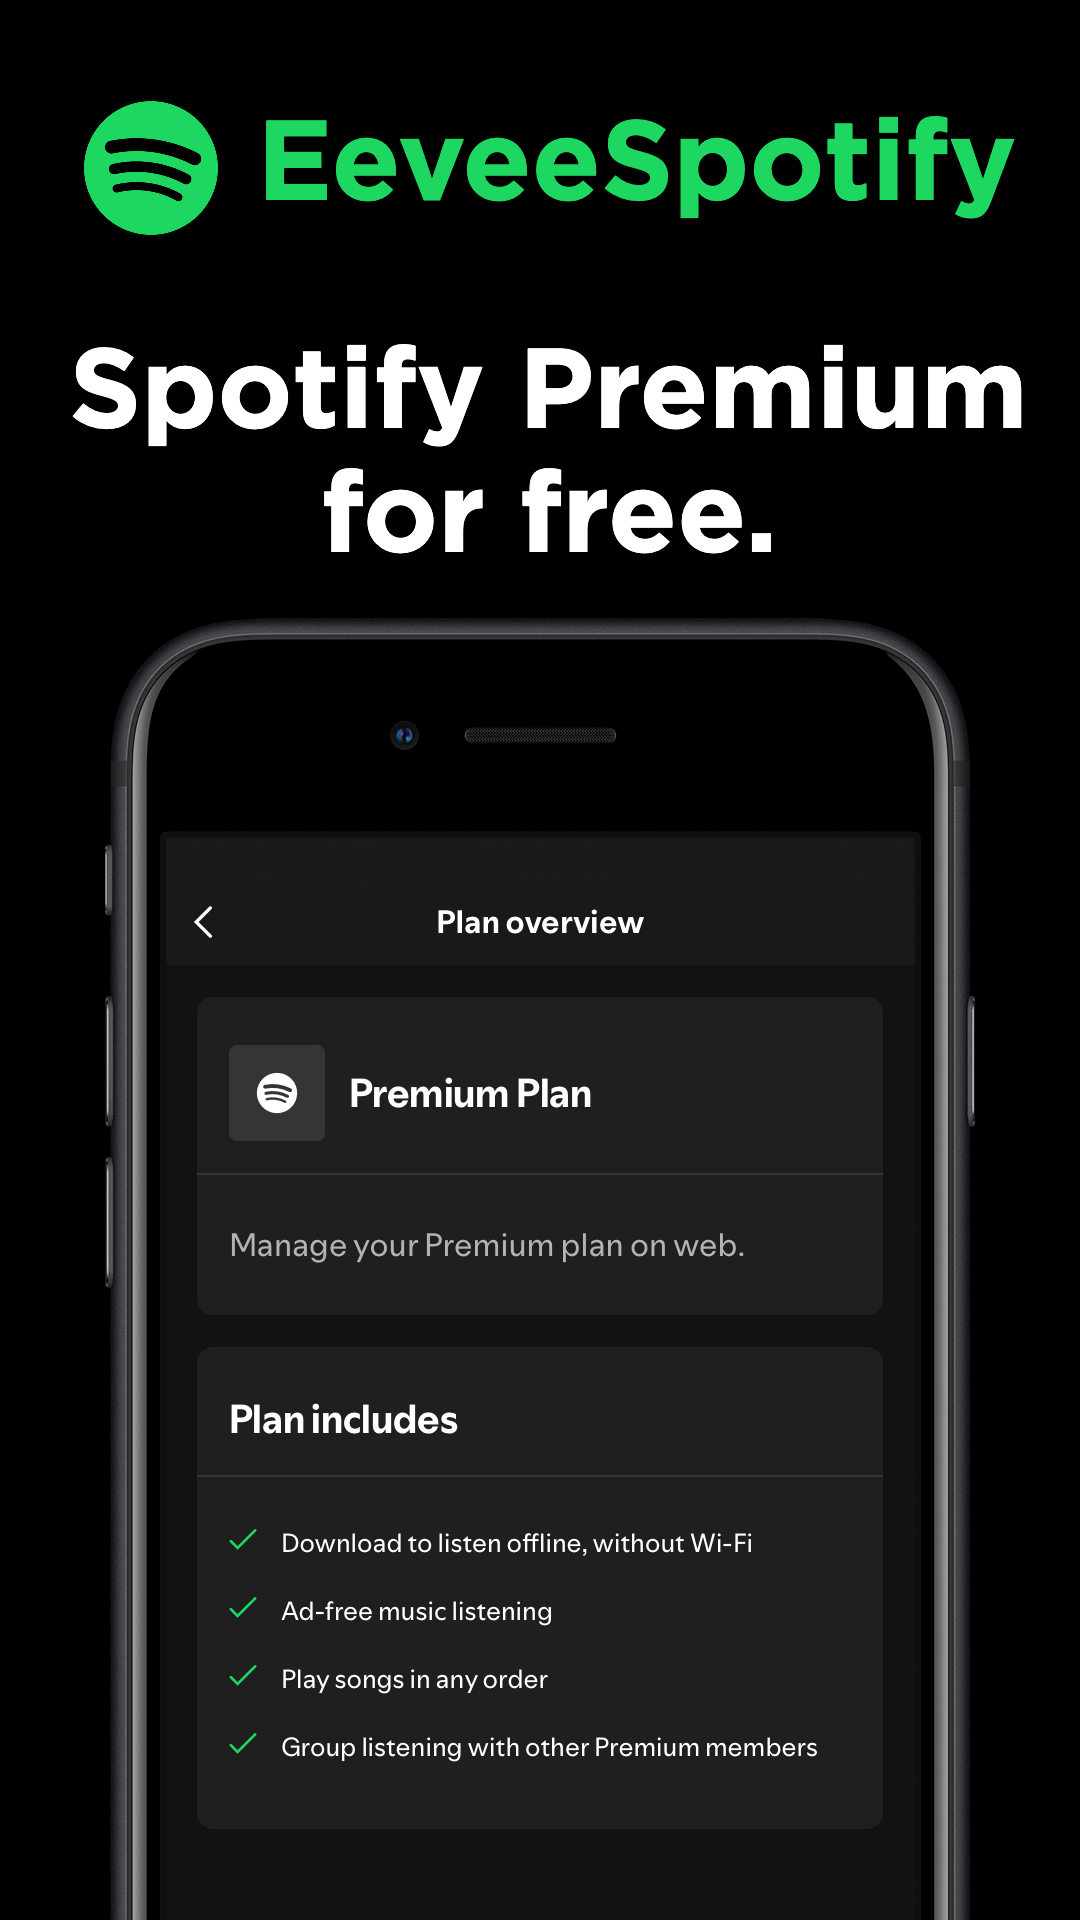 EeveeSpotify
Spotify Premium
for free.
Plan overview
Premium Plan
Manage your Premium plan on web.
Plan includes
Download to listen offline, without Wi-Fi
Ad-free music listening
Play songs in any order
Group listening with other Premium members